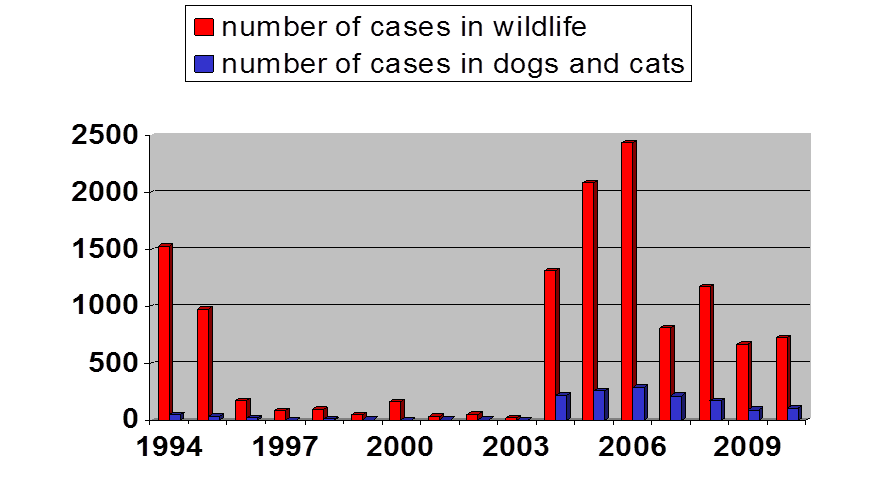 number of cases in wildlife
number of cases in dogs and cats
2500
2000
1500
1000
500
0
1994 1997 2000 2003 2006 2009